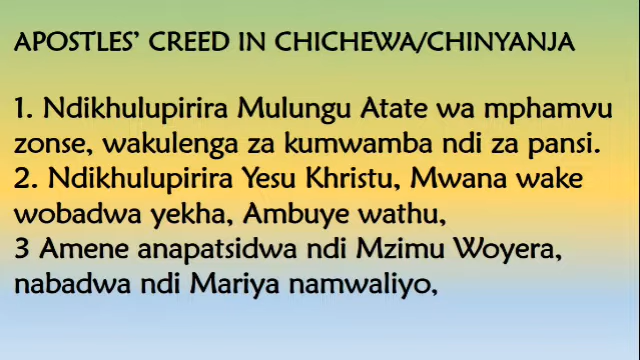 APOSTLES’ CREED IN CHICHEWA/CHINYANJA
1. Ndikhulupirira Mulungu Atate wa mphamvu
zonse, wakulenga za kumwamba ndi za pansi.
2. Ndikhulupirira Yesu Khristu, Mwana wake
wobadwa yekha, Ambuye wathu,
3 Amene anapatsidwa ndi Mzimu Woyera,
nabadwa ndi Mariya namwaliyo,